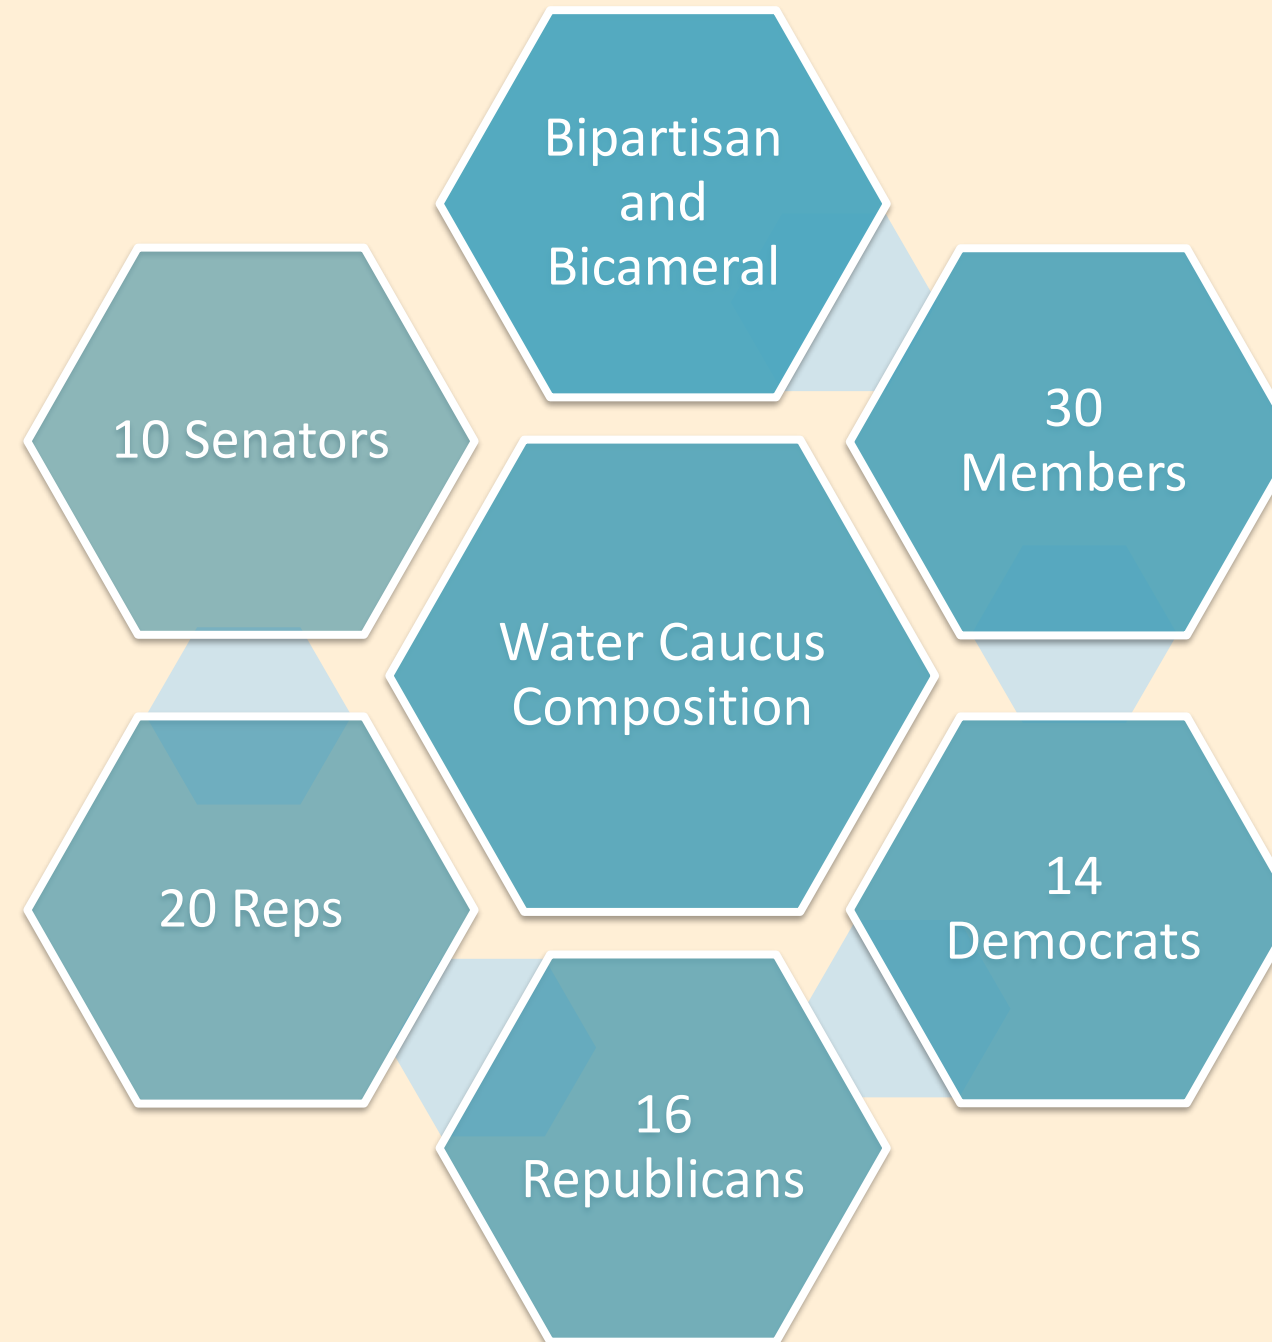 Bipartisan
and
Bicameral
30
Members
14
Democrats
16
Republicans
20 Reps
10 Senators
Water Caucus
Composition